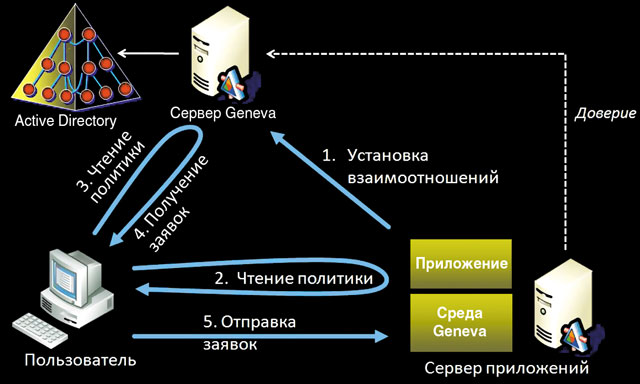 Active Directory
Сервер Geneva
Доверие
1. Установка
взаимоотношений
3. Чтение
политики
4. Получение
заявок
2. Чтение политики
Приложение
Среда
Geneva
5. Отправка
заявок
Пользователь
Сервер приложений